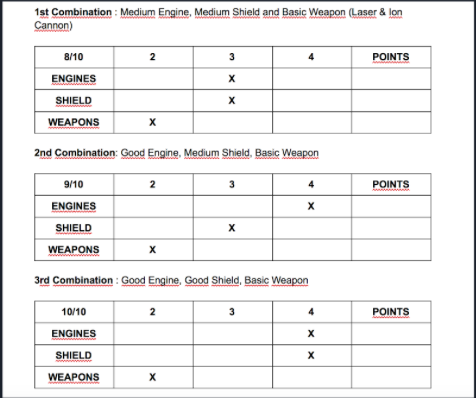 1st Combination : Medium Engine, Medium Shield and Basic Weapon (Laser & Ion
Cannon)
8/10 2 3 4 POINTS
ENGINES X
SHIELD X
WEAPONS X
2nd Combination: Good Engine, Medium Shield, Basic Weapon
9/10 2 3 4 POINTS
ENGINES X
SHIELD X
WEAPONS X
3rd Combination : Good Engine, Good Shield, Basic Weapon
10/10 2 3 4 POINTS
ENGINES X
SHIELD X
WEAPONS X